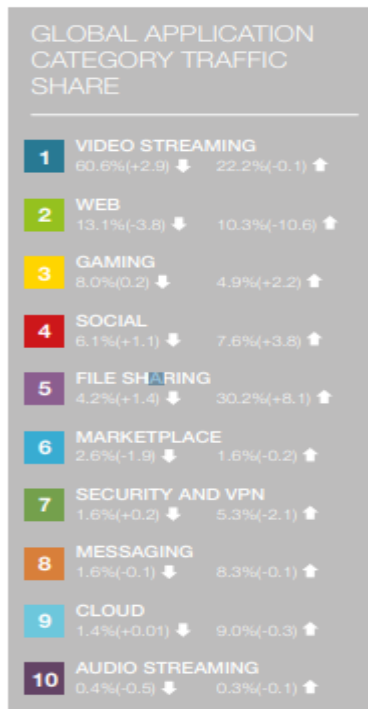 GLOBAL APPLICATION
CATEGORY TRAFFIC
SHARE
1 VIDEO STREAMING
60.6%(+2.9) 22.2%(-0.1)
2 WEB
13.1%(-3.8) 10.3%(-10.6)
3 GAMING
8.0%(0.2) 4.9%(+2.2)
4 SOCIAL
6.1%(+1.1) 7.6%(+3.8)
5 FILE SHARING
4.2%(+1.4) 30.2%(+8.1)
6 MARKETPLACE
2.6%(-1.9) 1.6%(-0.2)
7 SECURITY AND VPN
1.6%(+0.2) 5.3%(-2.1)
8 MESSAGING
1.6%(-0.1) 8.3%(-0.1)
9 CLOUD
1.4%(+0.01) 9.0%(-0.3)
10 AUDIO STREAMING
0.4%(-0.5) 0.3%(-0.1)